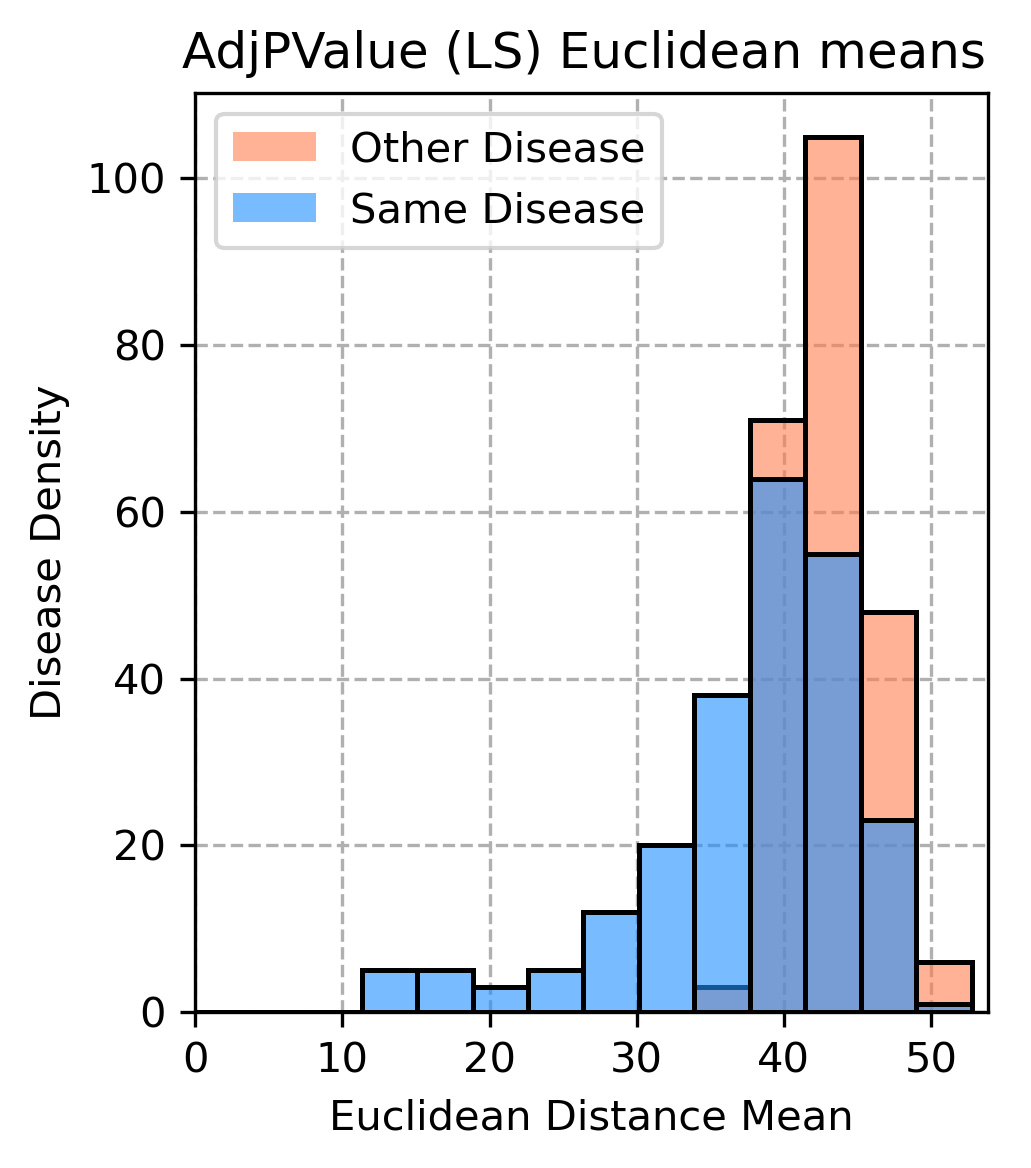 AdjPValue (LS) Euclidean means
Other Disease
Same Disease
Disease Density
100
80
60
40
20
0
0 10 20 30 40 50
Euclidean Distance Mean